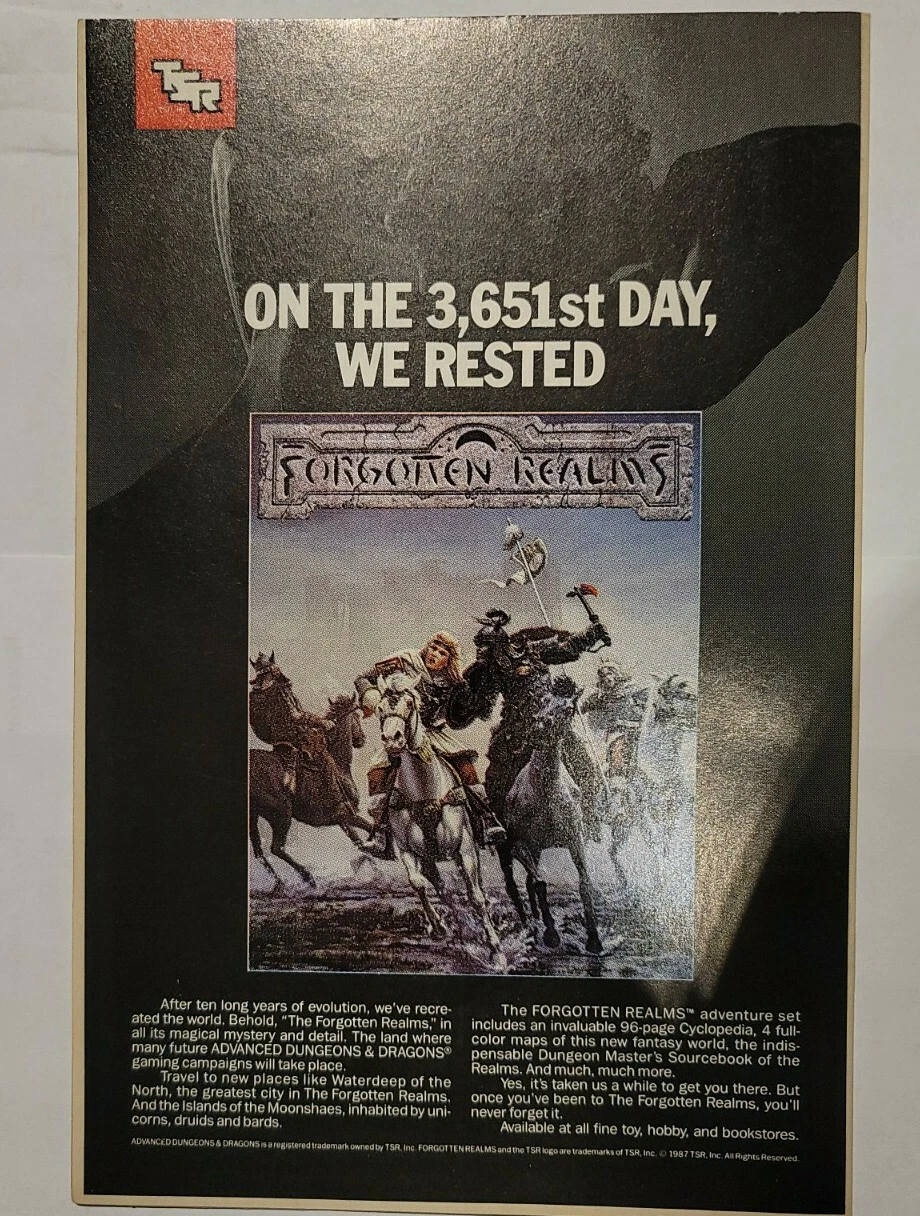 TSR
ON THE 3,651st DAY,
WE RESTED
FORGOTTEN REALMS
After ten long years of evolution, we've recre-
ated the world. Behold, "The Forgotten Realms," in
all its magical mystery and detail. The land where
many future ADVANCED DUNGEONS & DRAGONS®
gaming campaigns will take place.
Travel to new places like Waterdeep of the
North, the greatest city in The Forgotten Realms.
And the Islands of the Moonshaes, inhabited by uni-
corns, druids and bards.
The FORGOTTEN REALMS™ adventure set
includes an invaluable 96-page Cyclopedia, 4 full-
color maps of this new fantasy world, the indis-
pensable Dungeon Master's Sourcebook of the
Realms. And much, much more.
Yes, it's taken us a while to get you there. But
once you've been to The Forgotten Realms, you'll
never forget it.
Available at all fine toy, hobby, and bookstores.
ADVANCED DUNGEONS & DRAGONS is a registered trademark owned by TSR, Inc. FORGOTTEN REALMS and the TSR logo are trademarks of TSR, Inc. © 1987 TSR, Inc. All Rights Reserved.